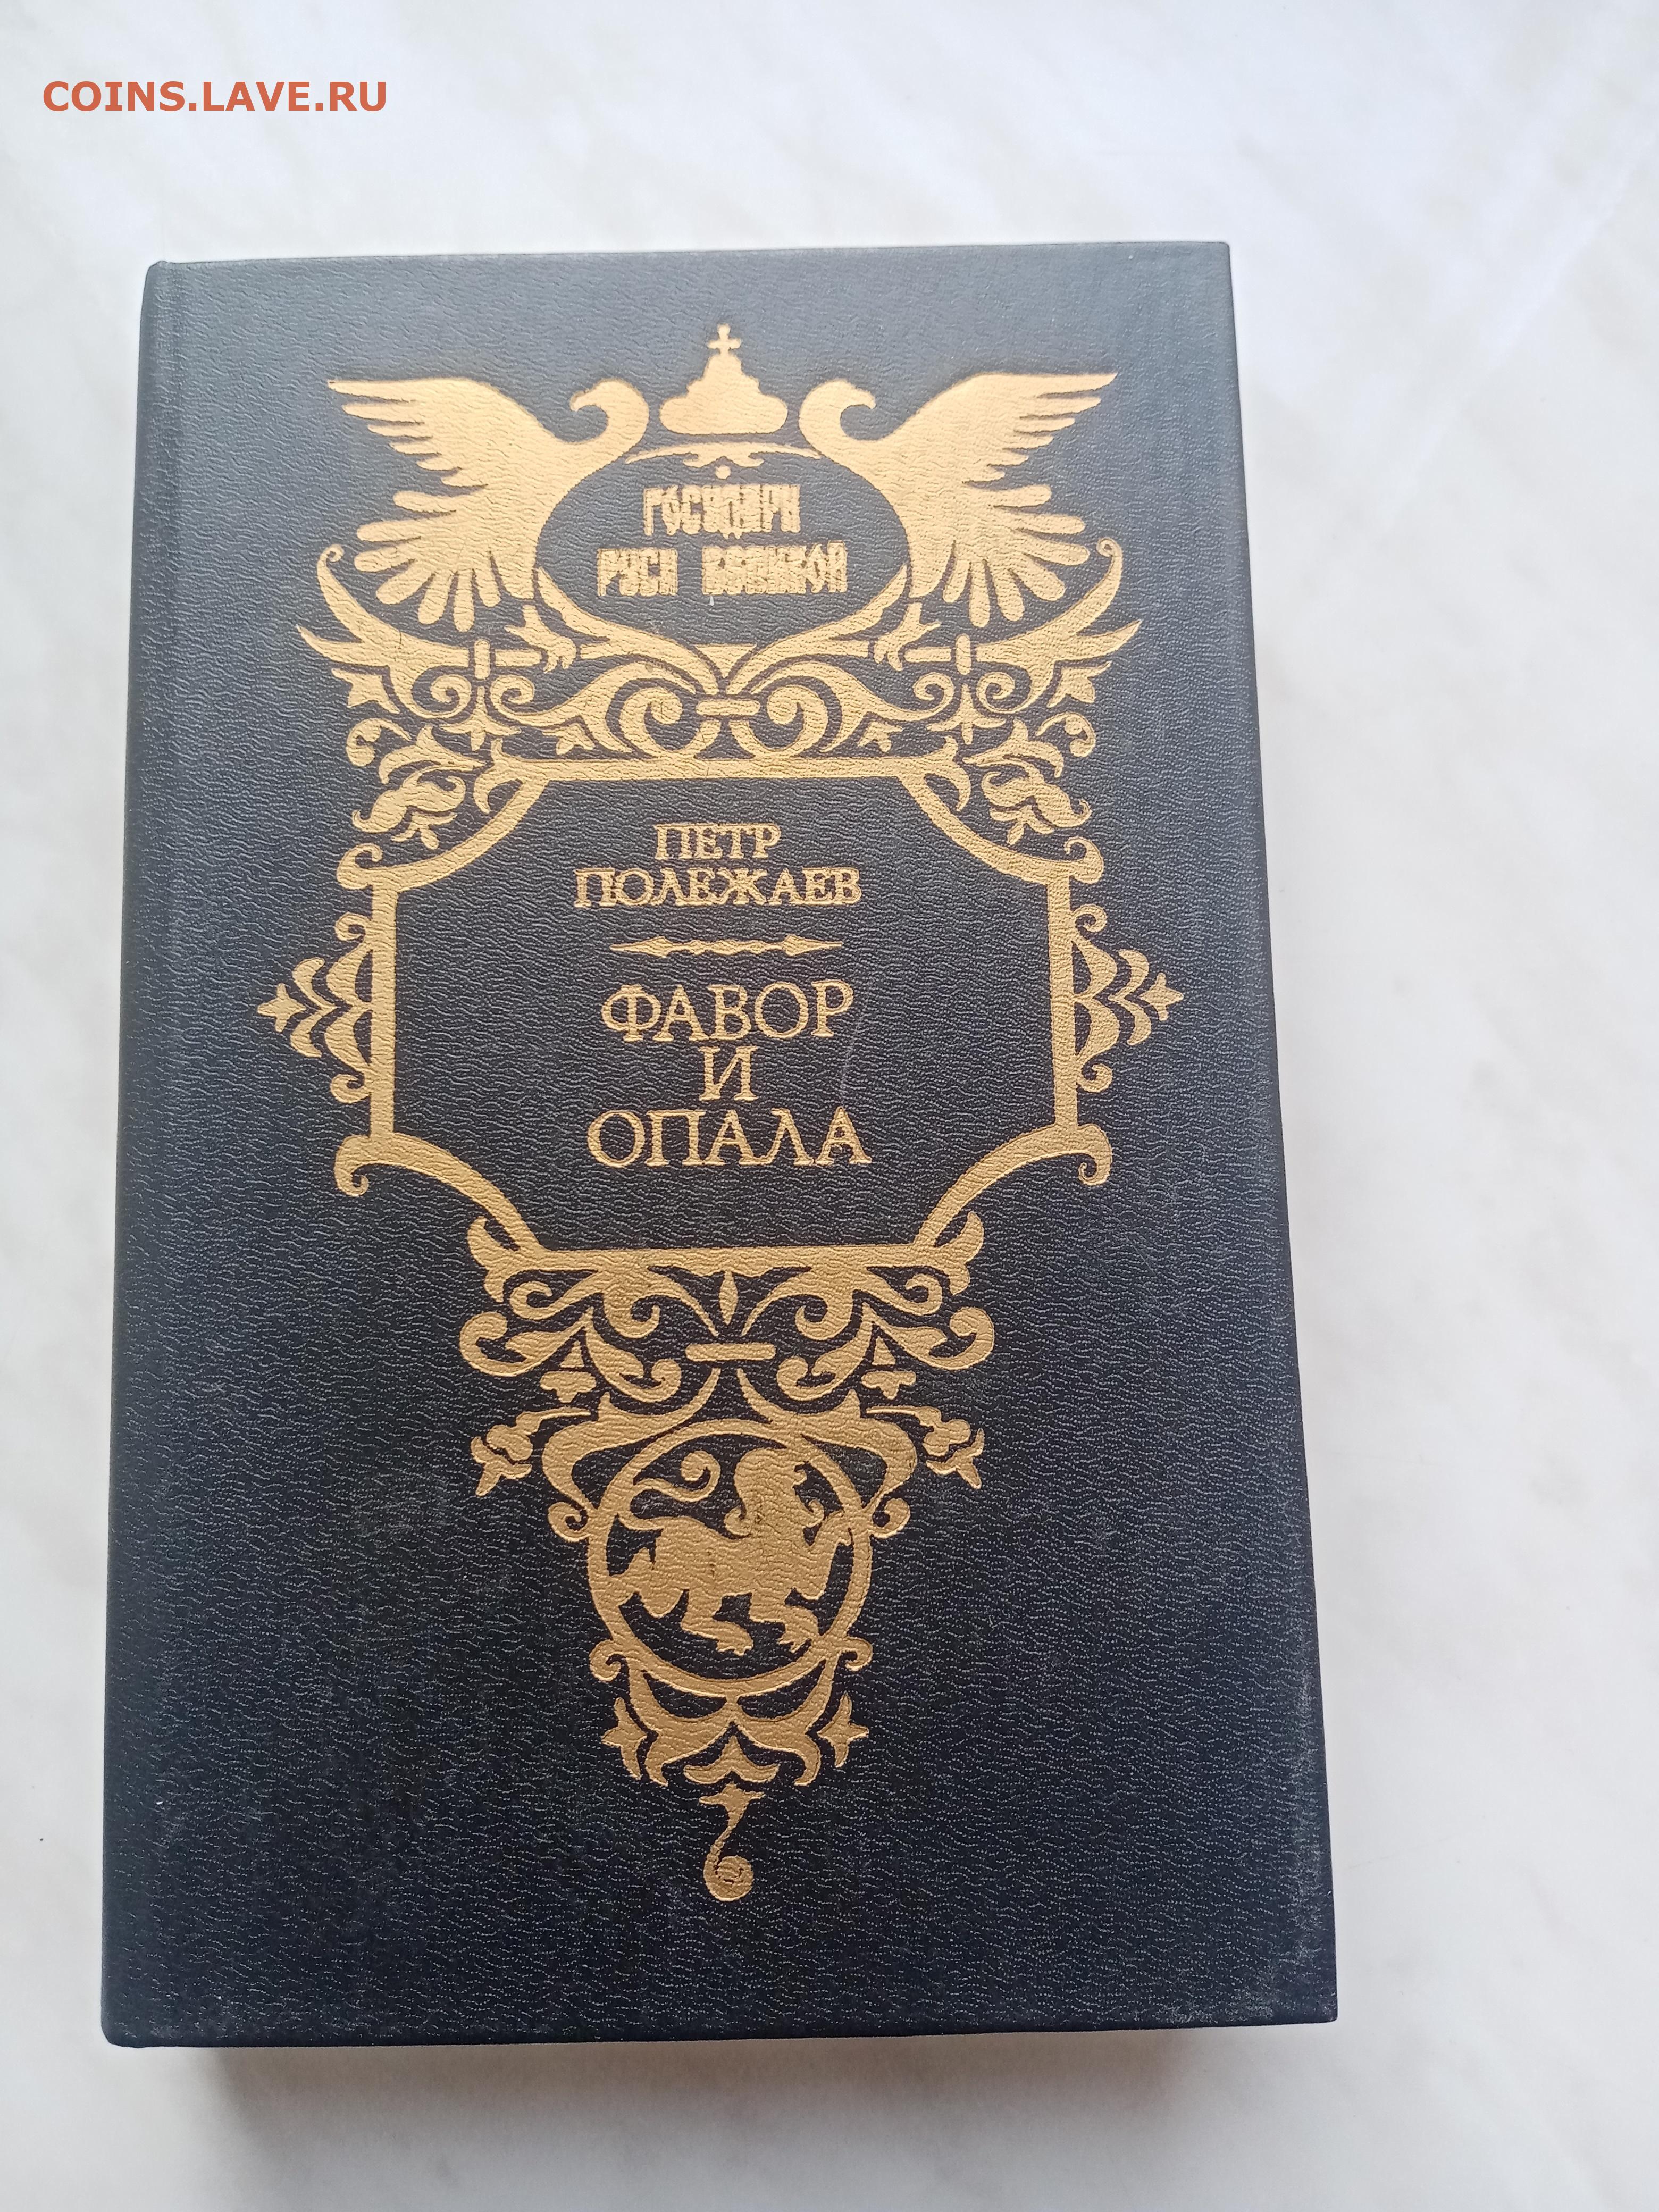 COINS.LAVE.RU
ГОСУДАРИ
РУСИ ВЕЛИКОЙ
ПЕТР
ПОЛЕЖАЕВ
ФАВОР
И
ОПАЛА